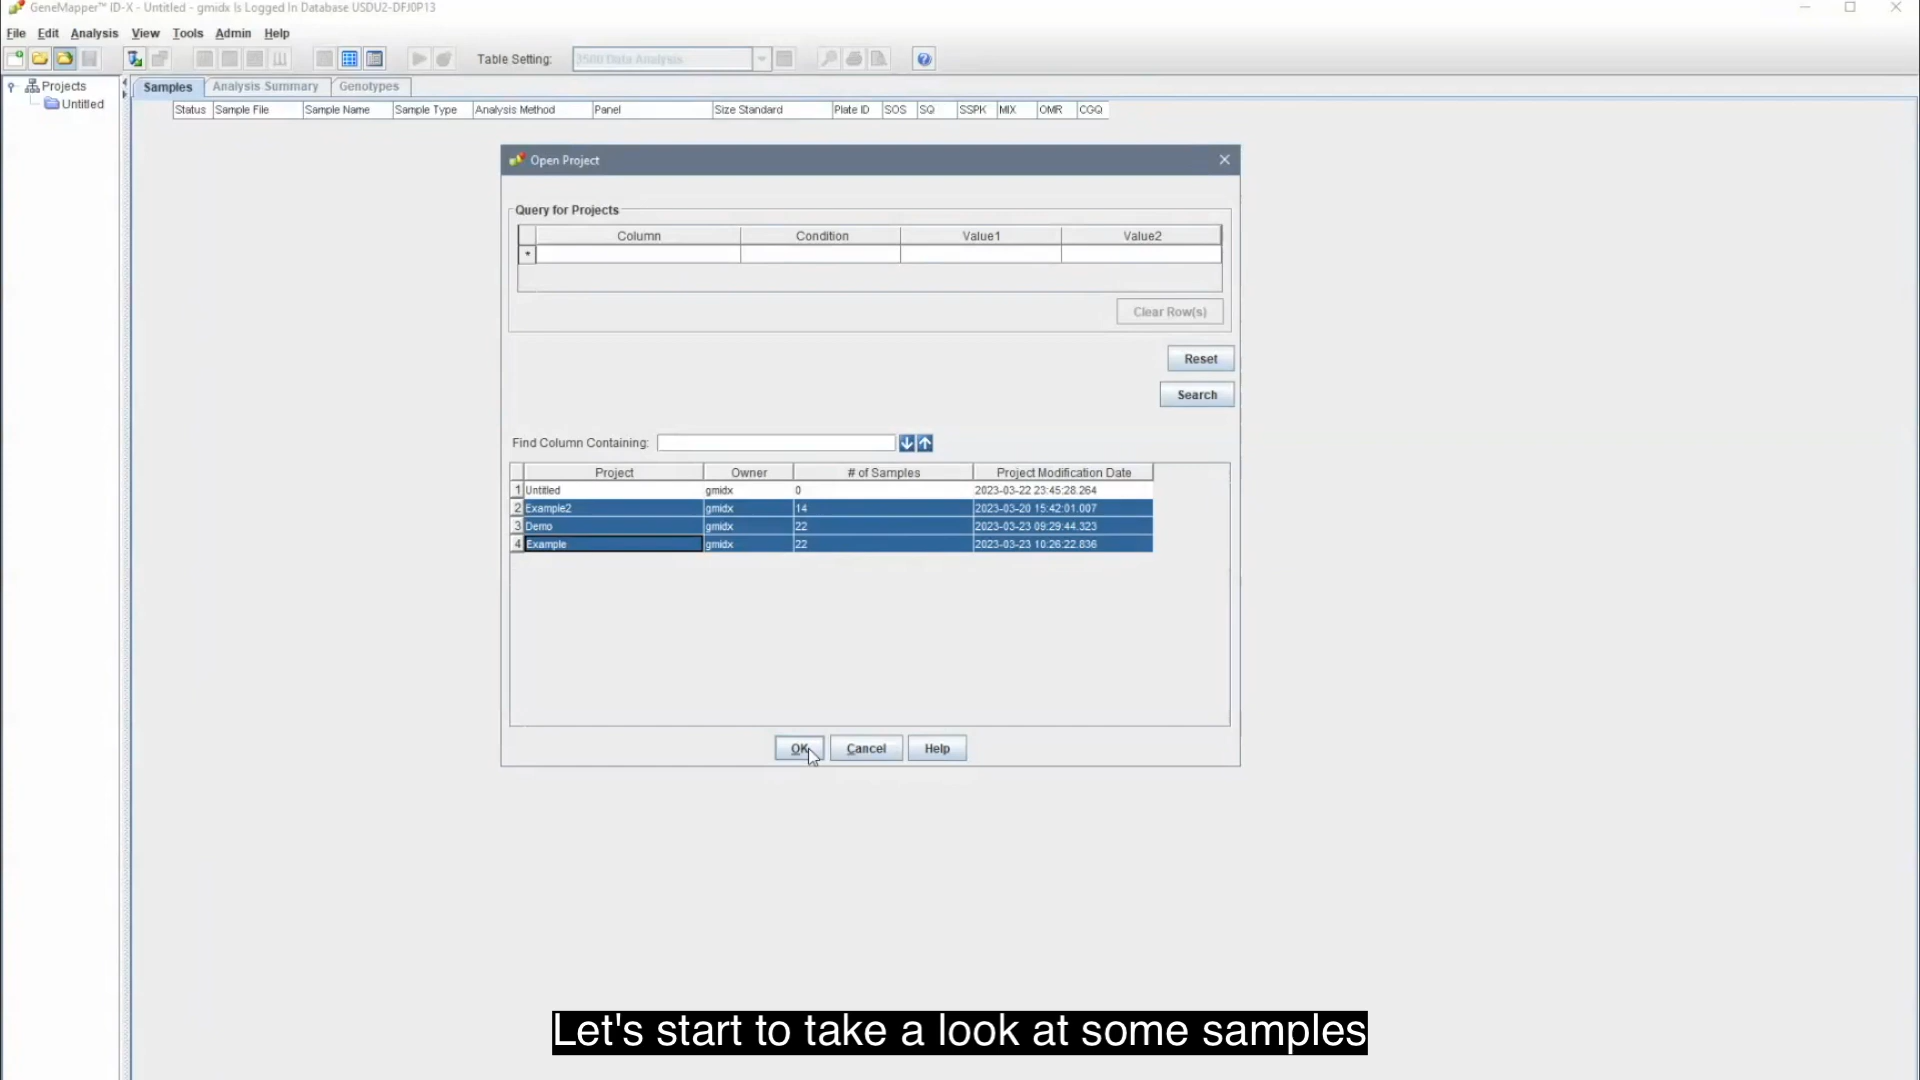 GeneMapper™ ID-X - Untitled - gmidx Is Logged In Database USDU2-DFJ0P13
File Edit Analysis View Tools Admin Help
Table Setting: 3500 Data Analysis
Projects
Untitled
Samples Analysis Summary Genotypes
Status Sample File Sample Name Sample Type Analysis Method Panel Size Standard Plate ID SOS SQ SSPK MIX OMR CGQ
Open Project
Query for Projects
Column Condition Value1 Value2
*
Clear Row(s)
Reset
Search
Find Column Containing:
Project Owner # of Samples Project Modification Date
1 Untitled gmidx 0 2023-03-22 23:45:28.264
2 Example2 gmidx 14 2023-03-20 15:42:01.007
3 Demo gmidx 22 2023-03-23 09:29:44.323
4 Example gmidx 22 2023-03-23 10:26:22.836
OK Cancel Help
Let's start to take a look at some samples